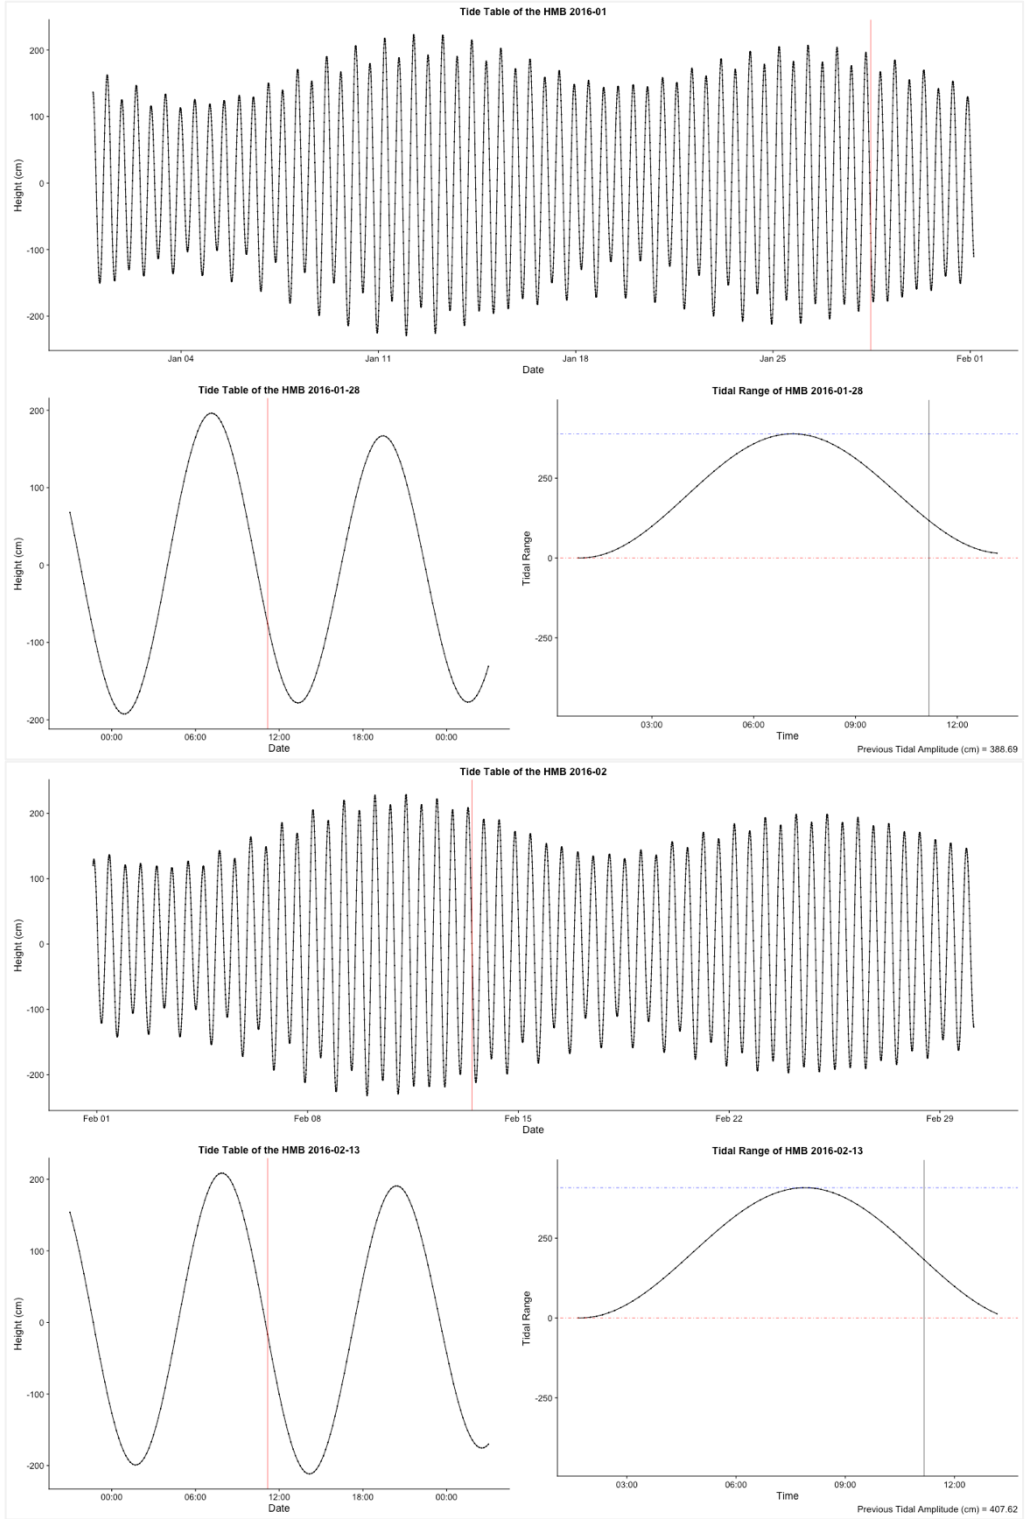 Tide Table of the HMB 2016-01
Height (cm)
200
100
0
-100
-200
Jan 04 Jan 11 Jan 18 Jan 25 Feb 01
Date
Tide Table of the HMB 2016-01-28
Height (cm)
200
100
0
-100
-200
00:00 06:00 12:00 18:00 00:00
Date
Tidal Range of HMB 2016-01-28
Tidal Range
250
0
-250
03:00 06:00 09:00 12:00
Time
Previous Tidal Amplitude (cm) = 388.69
Tide Table of the HMB 2016-02
Height (cm)
200
100
0
-100
-200
Feb 01 Feb 08 Feb 15 Feb 22 Feb 29
Date
Tide Table of the HMB 2016-02-13
Height (cm)
200
100
0
-100
-200
00:00 06:00 12:00 18:00 00:00
Date
Tidal Range of HMB 2016-02-13
Tidal Range
250
0
-250
03:00 06:00 09:00 12:00
Time
Previous Tidal Amplitude (cm) = 407.62